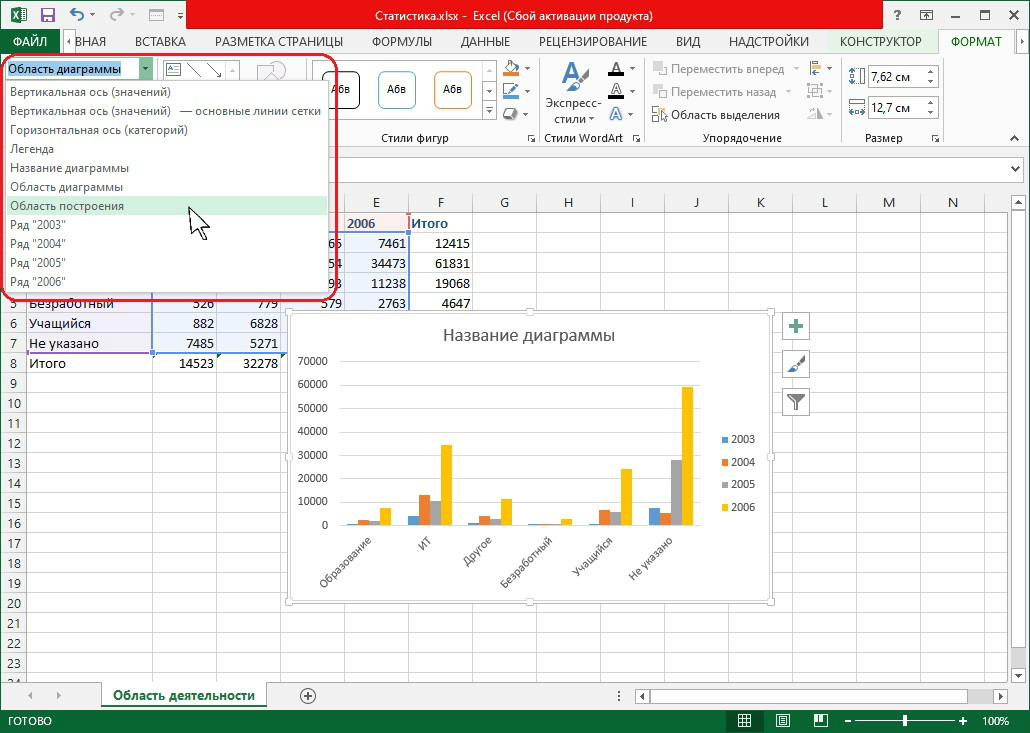 Статистика.xlsx - Excel (Сбой активации продукта)
ФАЙЛ ВНАЯ ВСТАВКА РАЗМЕТКА СТРАНИЦЫ ФОРМУЛЫ ДАННЫЕ РЕЦЕНЗИРОВАНИЕ ВИД НАДСТРОЙКИ КОНСТРУКТОР ФОРМАТ
Область диаграммы
Вертикальная ось (значений)
Вертикальная ось (значений) — основные линии сетки
Горизонтальная ось (категорий)
Легенда
Название диаграммы
Область диаграммы
Область построения
Ряд "2003"
Ряд "2004"
Ряд "2005"
Ряд "2006"
Абв Абв Абв
Стили фигур
Экспресс-
стили
Стили WordArt
Переместить вперед
Переместить назад
Область выделения
Упорядочение
7,62 см
12,7 см
Размер
E F G H I J K L M N
2006 Итого
7461 12415
34473 61831
11238 19068
5 Безработный 526 779 579 2763 4647
6 Учащийся 882 6828
7 Не указано 7485 5271
8 Итого 14523 32278
9
10
11
12
13
14
15
16
17
18
19
20
21
22
23
Название диаграммы
70000
60000
50000
40000
30000
20000
10000
0
Образование ИТ Другое Безработный Учащийся Не указано
2003
2004
2005
2006
Область деятельности
ГОТОВО
100%